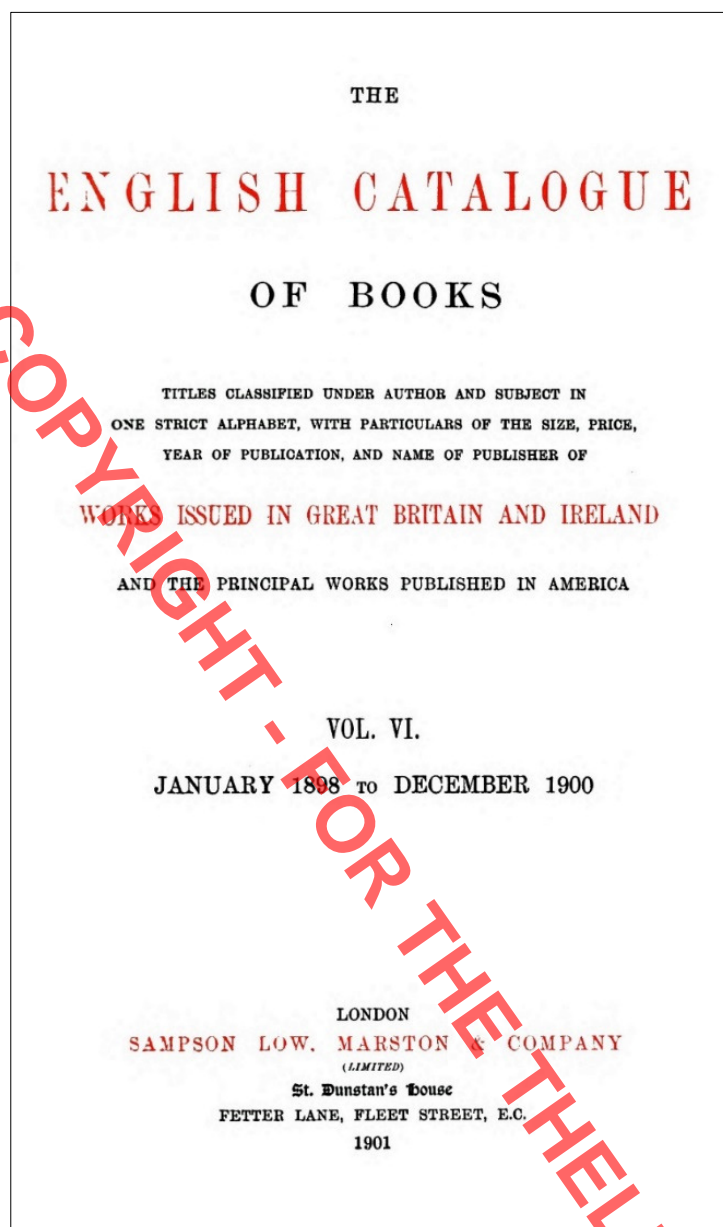 THE
ENGLISH CATALOGUE
OF BOOKS
TITLES CLASSIFIED UNDER AUTHOR AND SUBJECT IN
ONE STRICT ALPHABET, WITH PARTICULARS OF THE SIZE, PRICE,
YEAR OF PUBLICATION, AND NAME OF PUBLISHER OF
WORKS ISSUED IN GREAT BRITAIN AND IRELAND
AND THE PRINCIPAL WORKS PUBLISHED IN AMERICA
VOL. VI.
JANUARY 1898 TO DECEMBER 1900
LONDON
SAMPSON LOW, MARSTON & COMPANY
(LIMITED)
St. Dunstan's House
FETTER LANE, FLEET STREET, E.C.
1901
COPYRIGHT - FOR THE THEL